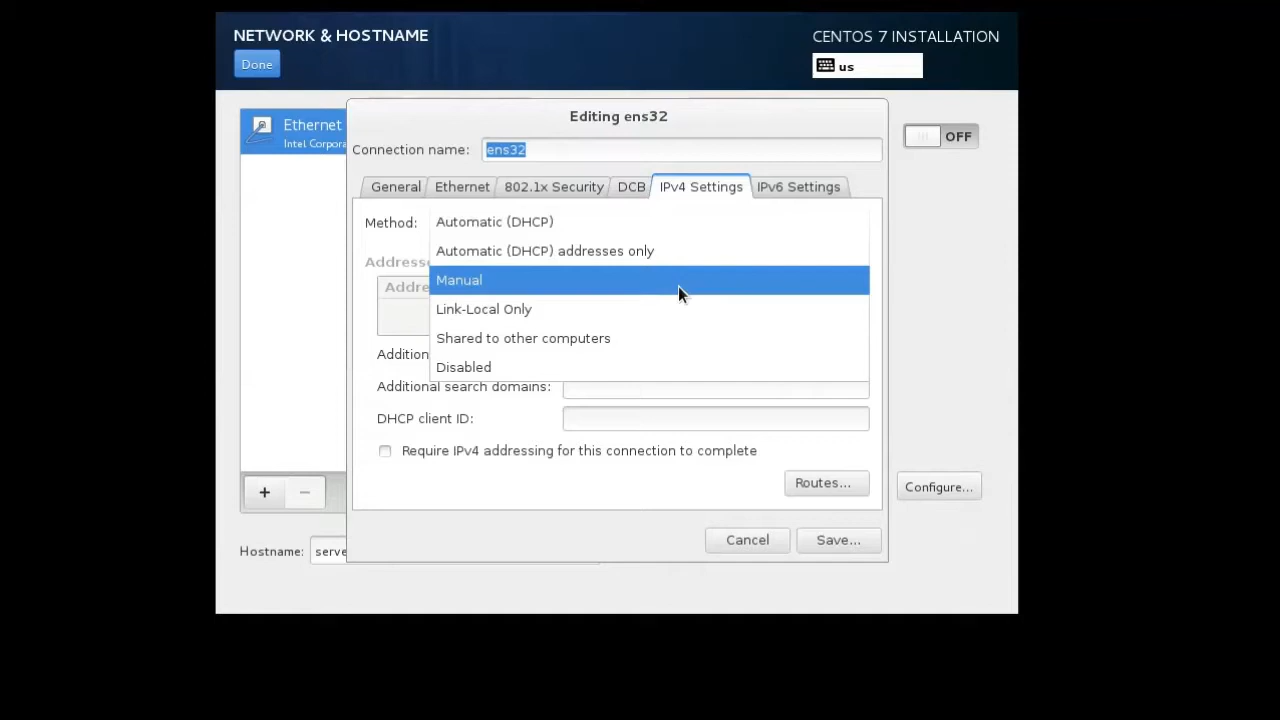 NETWORK & HOSTNAME
CENTOS 7 INSTALLATION
Done
us
Editing ens32
Ethernet
Intel Corpora
OFF
Connection name: ens32
General Ethernet 802.1x Security DCB IPv4 Settings IPv6 Settings
Method: Automatic (DHCP)
Automatic (DHCP) addresses only
Addresse
Manual
Addre
Link-Local Only
Shared to other computers
Addition
Disabled
Additional search domains:
DHCP client ID:
Require IPv4 addressing for this connection to complete
Routes...
+ −
Configure...
Cancel Save...
Hostname: serve